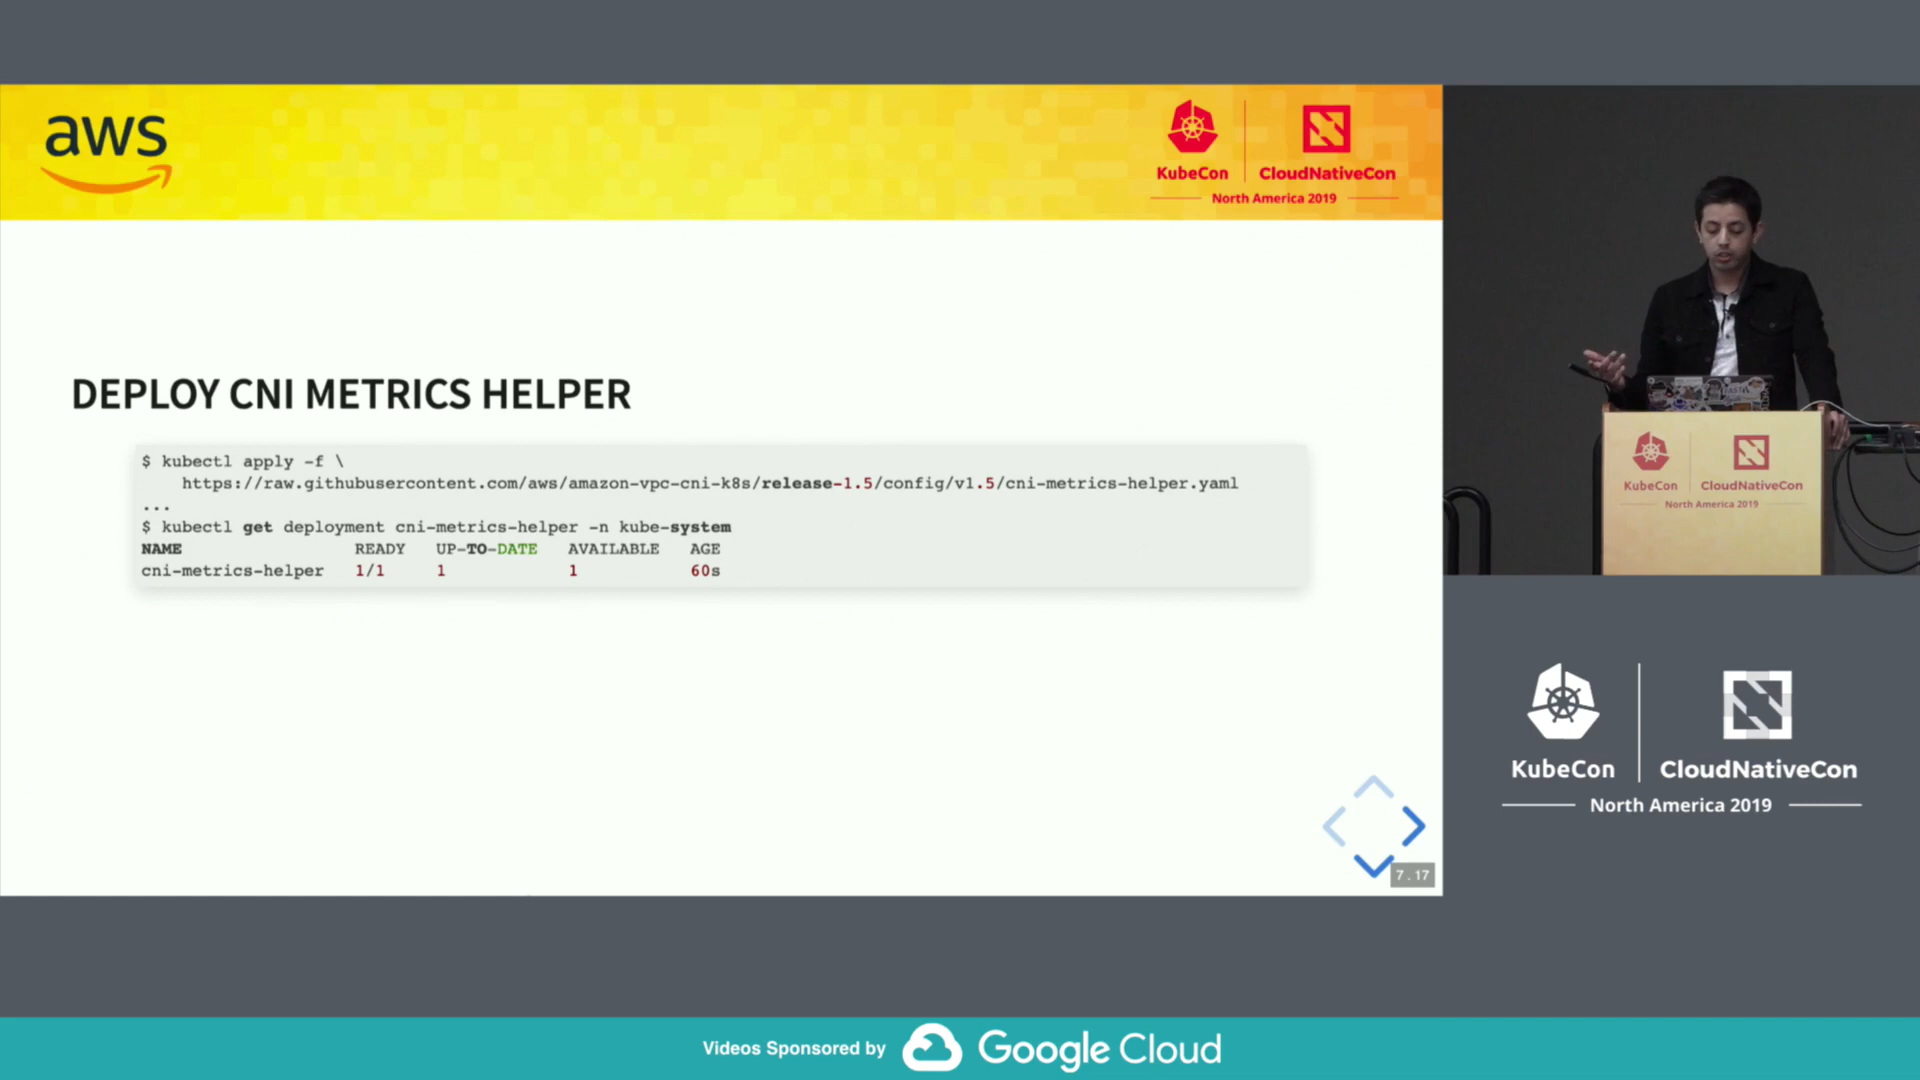 aws
KubeCon
CloudNativeCon
North America 2019
DEPLOY CNI METRICS HELPER
$ kubectl apply -f \
https://raw.githubusercontent.com/aws/amazon-vpc-cni-k8s/release-1.5/config/v1.5/cni-metrics-helper.yaml
...
$ kubectl get deployment cni-metrics-helper -n kube-system
NAME READY UP-TO-DATE AVAILABLE AGE
cni-metrics-helper 1/1 1 1 60s
7.17
KubeCon
CloudNativeCon
North America 2019
KubeCon
CloudNativeCon
North America 2019
Videos Sponsored by Google Cloud